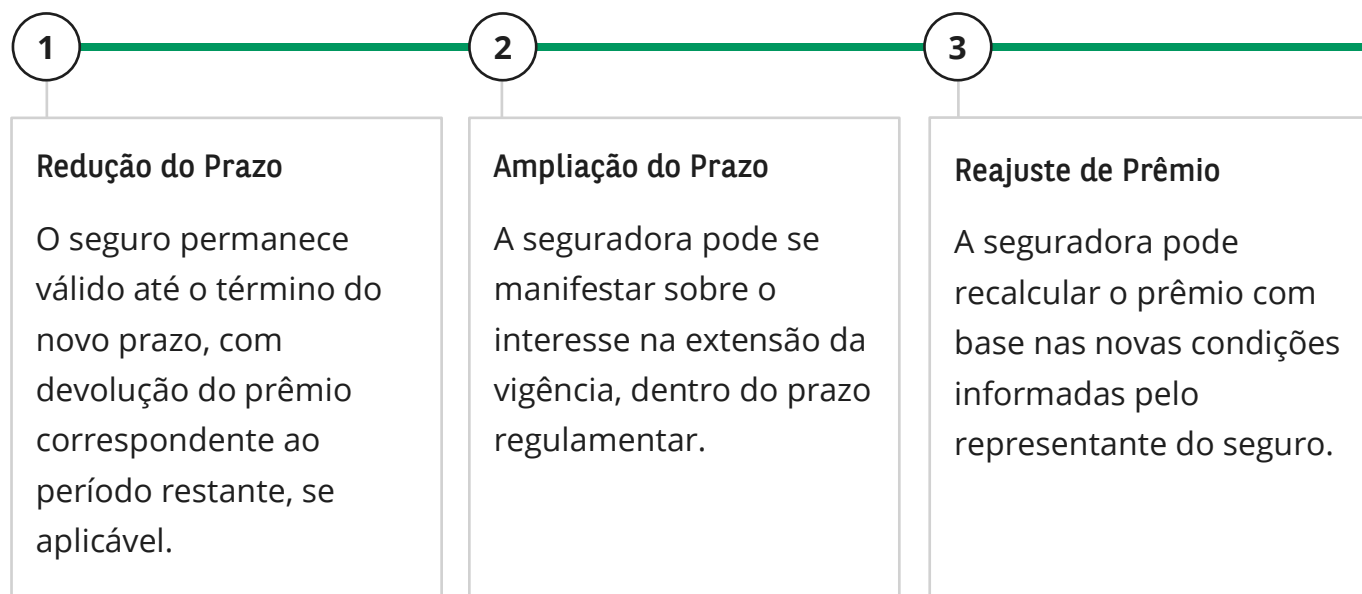 1
2
3
Redução do Prazo
O seguro permanece
válido até o término do
novo prazo, com
devolução do prêmio
correspondente ao
período restante, se
aplicável.
Ampliação do Prazo
A seguradora pode se
manifestar sobre o
interesse na extensão da
vigência, dentro do prazo
regulamentar.
Reajuste de Prêmio
A seguradora pode
recalcular o prêmio com
base nas novas condições
informadas pelo
representante do seguro.